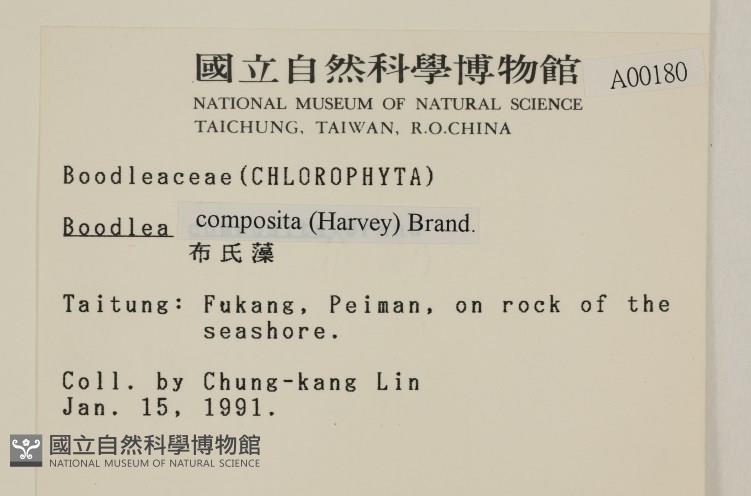 國立自然科學博物館
A00180
NATIONAL MUSEUM OF NATURAL SCIENCE
TAICHUNG, TAIWAN, R.O.CHINA
Boodleaceae(CHLOROPHYTA)
Boodlea composita (Harvey) Brand.
布氏藻
Taitung: Fukang, Peiman, on rock of the
seashore.
Coll. by Chung-kang Lin
Jan. 15, 1991.
國立自然科學博物館
NATIONAL MUSEUM OF NATURAL SCIENCE